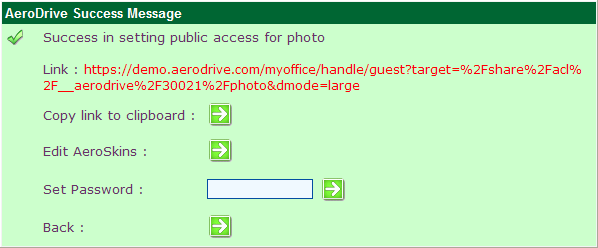 AeroDrive Success Message
Success in setting public access for photo
Link : https://demo.aerodrive.com/myoffice/handle/guest?target=%2Fshare%2Facl%
2F__aerodrive%2F30021%2Fphoto&dmode=large
Copy link to clipboard :
Edit AeroSkins :
Set Password :
Back :